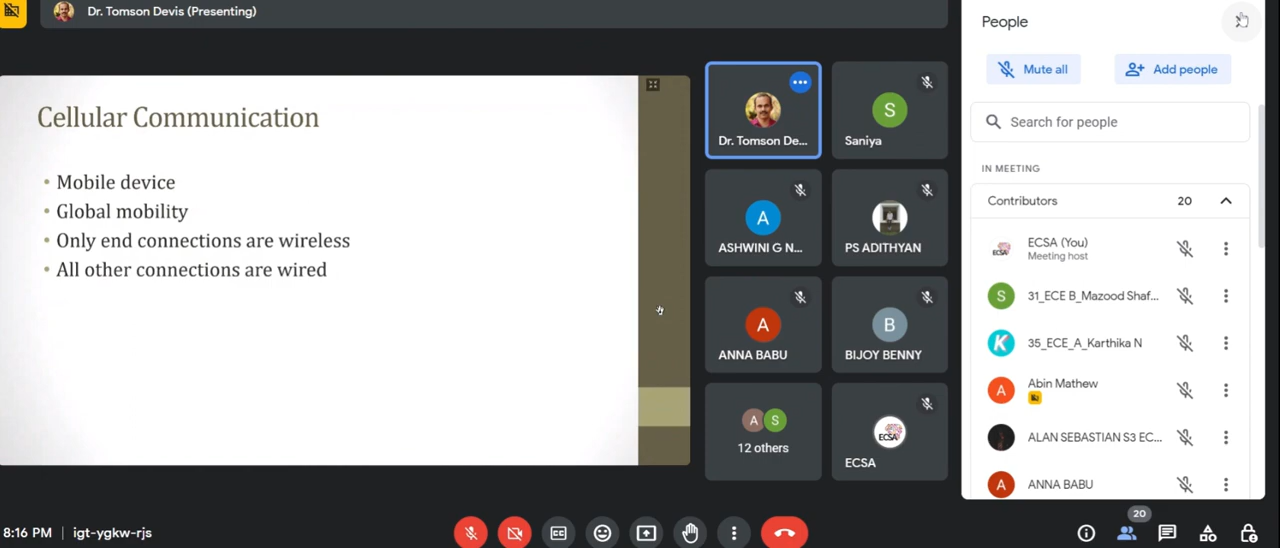 Dr. Tomson Devis (Presenting)
Cellular Communication
• Mobile device
• Global mobility
• Only end connections are wireless
• All other connections are wired
Dr. Tomson De...
S
Saniya
A
ASHWINI G N...
PS ADITHYAN
A
ANNA BABU
B
BIJOY BENNY
A S
12 others
ECSA
ECSA
People
Mute all
Add people
Search for people
IN MEETING
Contributors 20
ECSA
ECSA (You)
Meeting host
S 31_ECE B_Mazood Shaf...
K 35_ECE_A_Karthika N
A Abin Mathew
ALAN SEBASTIAN S3 EC...
A ANNA BABU
8:16 PM | igt-ygkw-rjs
CC
20